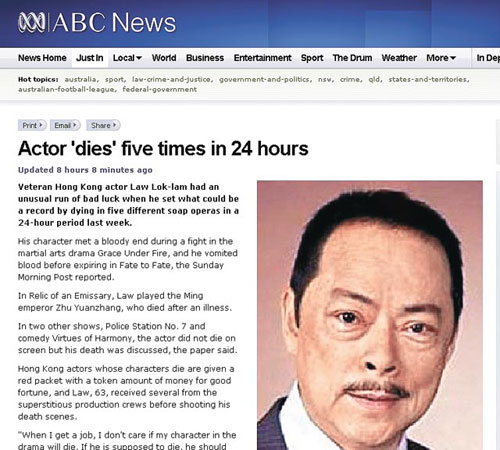 ABC News
News Home Just In Local World Business Entertainment Sport The Drum Weather More In Dep
Hot topics: australia, sport, law-crime-and-justice, government-and-politics, nsw, crime, qld, states-and-territories,
australian-football-league, federal-government
Print Email Share
Actor 'dies' five times in 24 hours
Updated 8 hours 8 minutes ago
Veteran Hong Kong actor Law Lok-lam had an
unusual run of bad luck when he set what could be
a record by dying in five different soap operas in a
24-hour period last week.
His character met a bloody end during a fight in the
martial arts drama Grace Under Fire, and he vomited
blood before expiring in Fate to Fate, the Sunday
Morning Post reported.
In Relic of an Emissary, Law played the Ming
emperor Zhu Yuanzhang, who died after an illness.
In two other shows, Police Station No. 7 and
comedy Virtues of Harmony, the actor did not die on
screen but his death was discussed, the paper said.
Hong Kong actors whose characters die are given a
red packet with a token amount of money for good
fortune, and Law, 63, received several from the
superstitious production crews before shooting his
death scenes.
"When I get a job, I don't care if my character in the
drama will die. If he is supposed to die, he should